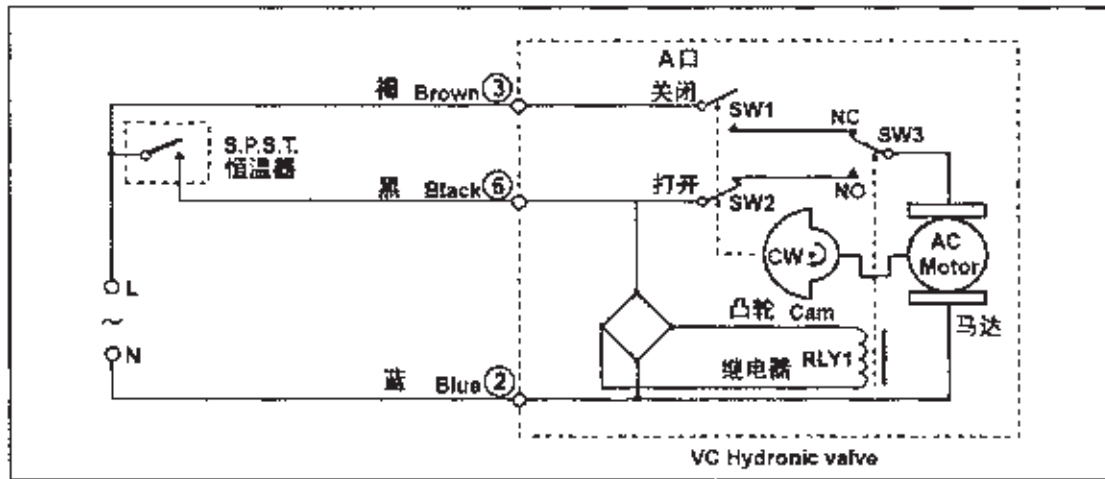 A口
褐 Brown ③
关闭
SW1
NC
SW3
S.P.S.T.
恒温器
黑 Black ⑥
打开
SW2
NO
CW
AC
Motor
L
~
N
凸轮 Cam
马达
继电器 RLY1
蓝 Blue ②
VC Hydronic valve